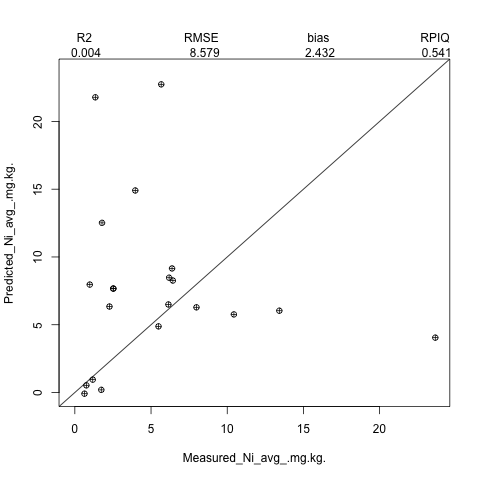 R2 RMSE bias RPIQ
0.004 8.579 2.432 0.541
20
15
10
5
0
Predicted_Ni_avg_.mg.kg.
0 5 10 15 20
Measured_Ni_avg_.mg.kg.